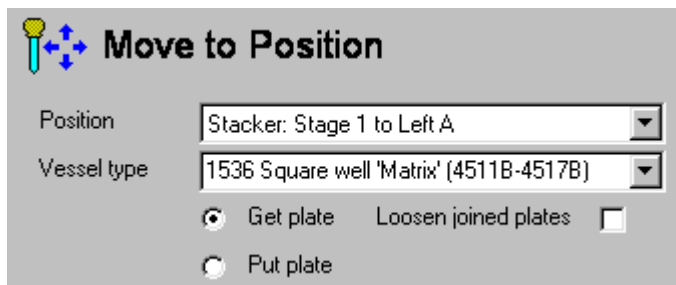 Move to Position
Position Stacker: Stage 1 to Left A
Vessel type 1536 Square well 'Matrix' (4511B-4517B)
Get plate Loosen joined plates
Put plate